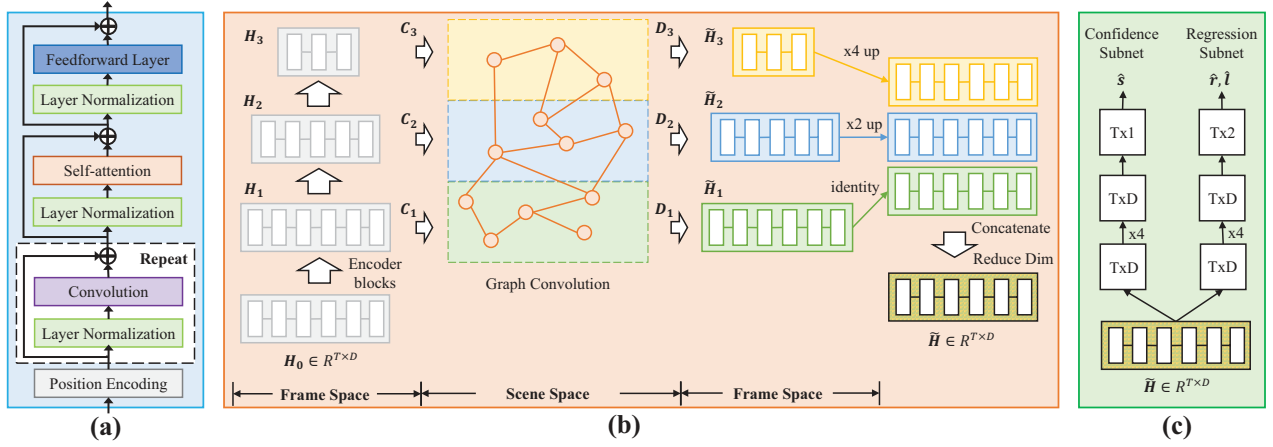 Feedforward Layer
Layer Normalization
Self-attention
Layer Normalization
Repeat
Convolution
Layer Normalization
Position Encoding
(a)
H₃
H₂
H₁
Encoder
blocks
H₀ ∈ R^{T×D}
C₃
C₂
C₁
Graph Convolution
D₃
D₂
D₁
H̃₃
x4 up
H̃₂
x2 up
H̃₁
identity
Concatenate
Reduce Dim
H̃ ∈ R^{T×D}
Frame Space
Scene Space
Frame Space
(b)
Confidence
Subnet
Regression
Subnet
ŝ
r̂, l̂
Tx1
Tx2
TxD
TxD
x4
x4
TxD
TxD
H̃ ∈ R^{T×D}
(c)